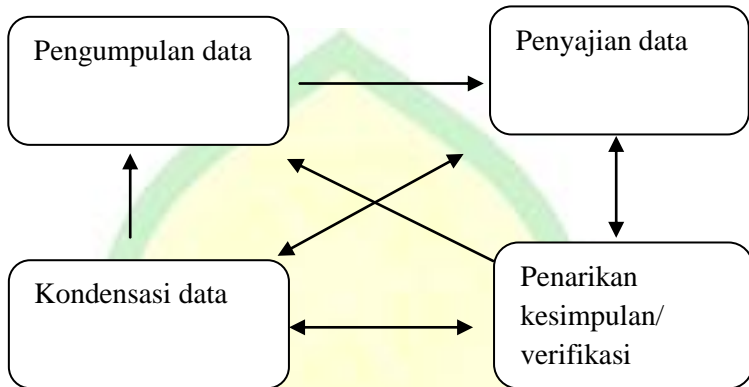 Pengumpulan data
Penyajian data
Kondensasi data
Penarikan
kesimpulan/
verifikasi